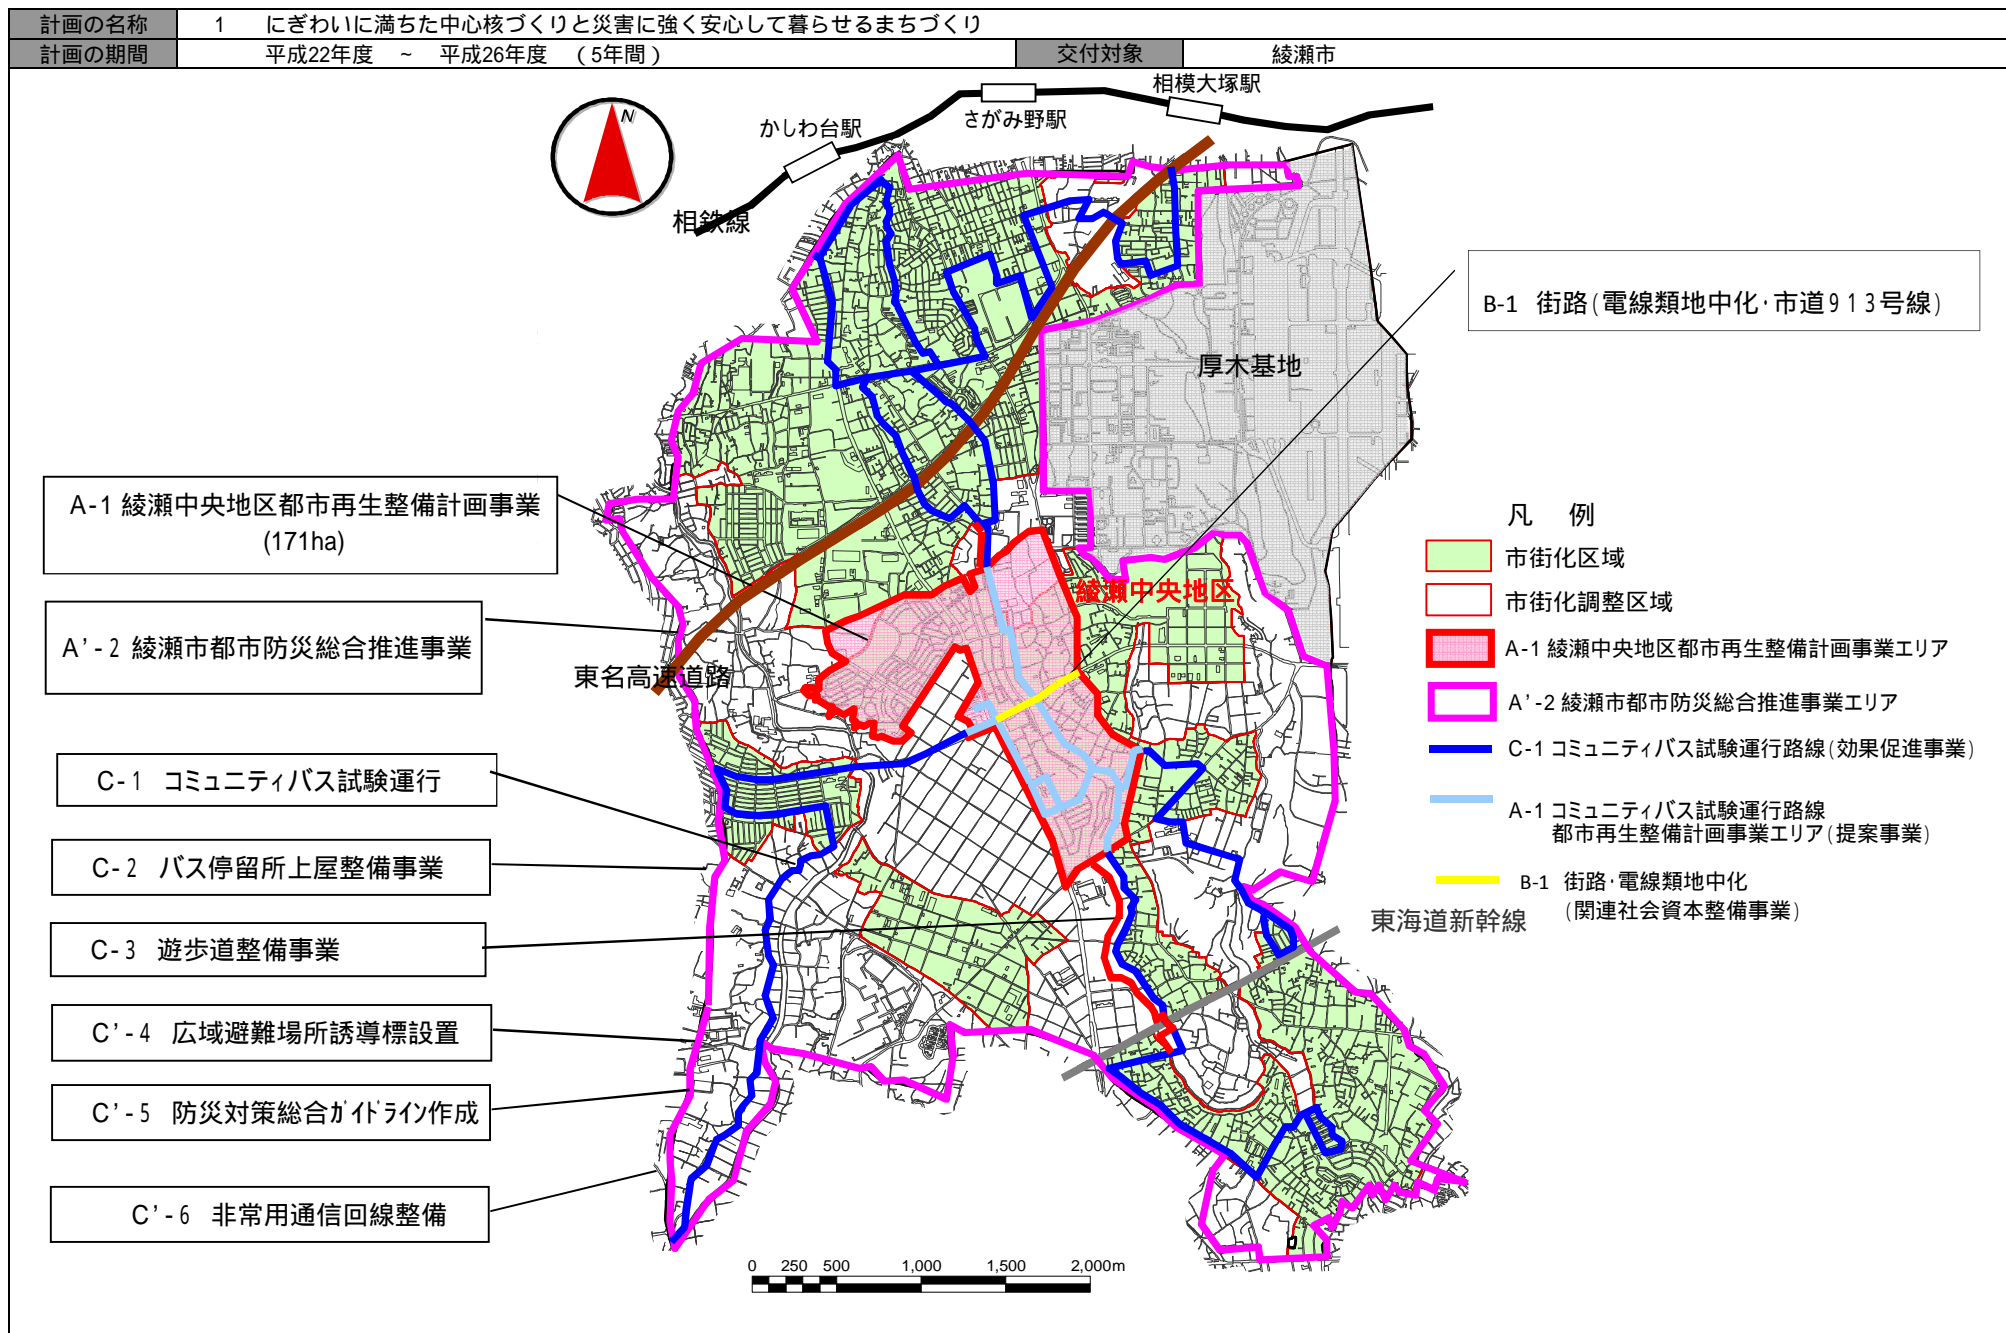 計画の名称 1 にぎわいに満ちた中心核づくりと災害に強く安心して暮らせるまちづくり
計画の期間 平成22年度 ~ 平成26年度 (5年間) 交付対象 綾瀬市
相模大塚駅
さがみ野駅
かしわ台駅
N
相鉄線
B-1 街路(電線類地中化・市道913号線)
厚木基地
A-1 綾瀬中央地区都市再生整備計画事業
(171ha)
綾瀬中央地区
A'-2 綾瀬市都市防災総合推進事業
東名高速道路
C-1 コミュニティバス試験運行
C-2 バス停留所上屋整備事業
C-3 遊歩道整備事業
C'-4 広域避難場所誘導標設置
C'-5 防災対策総合ガイドライン作成
C'-6 非常用通信回線整備
凡 例
市街化区域
市街化調整区域
A-1 綾瀬中央地区都市再生整備計画事業エリア
A'-2 綾瀬市都市防災総合推進事業エリア
C-1 コミュニティバス試験運行路線(効果促進事業)
A-1 コミュニティバス試験運行路線
都市再生整備計画事業エリア(提案事業)
B-1 街路・電線類地中化
(関連社会資本整備事業)
東海道新幹線
0 250 500 1,000 1,500 2,000m